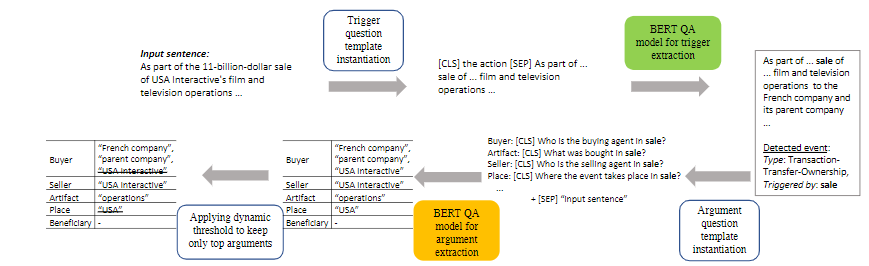 Trigger
question
template
instantiation
BERT QA
model for trigger
extraction
Input sentence:
As part of the 11-billion-dollar sale
of USA Interactive's film and
television operations ...
[CLS] the action [SEP] As part of ...
sale of ... film and television
operations ...
As part of ... sale of
... film and television
operations to the
French company and
its parent company
...
Detected event:
Type: Transaction-
Transfer-Ownership,
Triggered by: sale
Buyer: [CLS] Who is the buying agent in sale?
Artifact: [CLS] What was bought in sale?
Seller: [CLS] Who is the selling agent in sale?
Place: [CLS] Where the event takes place in sale?
...
+ [SEP] "Input sentence"
Argument
question
template
instantiation
Buyer "French company", "parent company", "USA Interactive"
Seller "USA Interactive"
Artifact "operations"
Place "USA"
Beneficiary -
BERT QA
model for
argument
extraction
Buyer "French company", "parent company", "USA Interactive"
Seller "USA Interactive"
Artifact "operations"
Place "USA"
Beneficiary -
Applying dynamic
threshold to keep
only top arguments